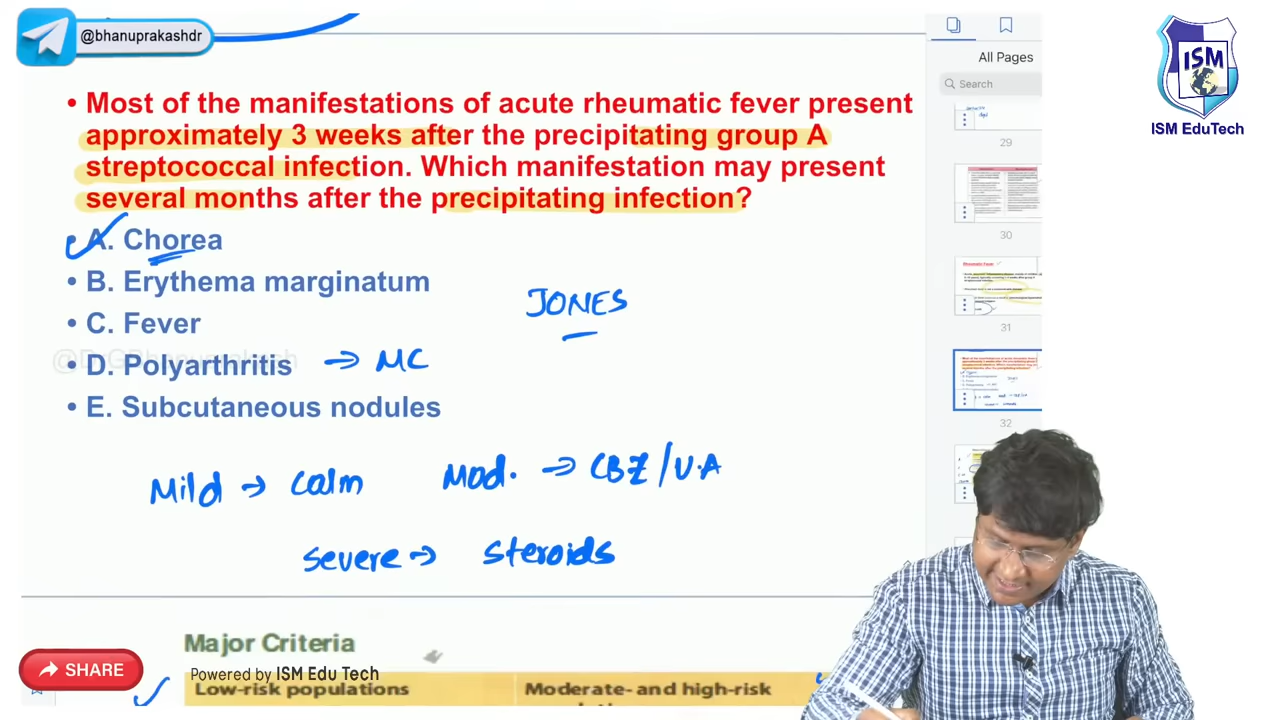 @bhanuprakashdr
ISM
ISM EduTech
All Pages
Search
• Most of the manifestations of acute rheumatic fever present
approximately 3 weeks after the precipitating group A
streptococcal infection. Which manifestation may present
several months after the precipitating infection?
• A. Chorea
• B. Erythema marginatum
• C. Fever
• D. Polyarthritis → MC
• E. Subcutaneous nodules
JONES
Mild → Calm
Mod. → CBZ/V.A
Severe → Steroids
29
30
31
32
Major Criteria
SHARE
Powered by ISM Edu Tech
Low-risk populations
Moderate- and high-risk